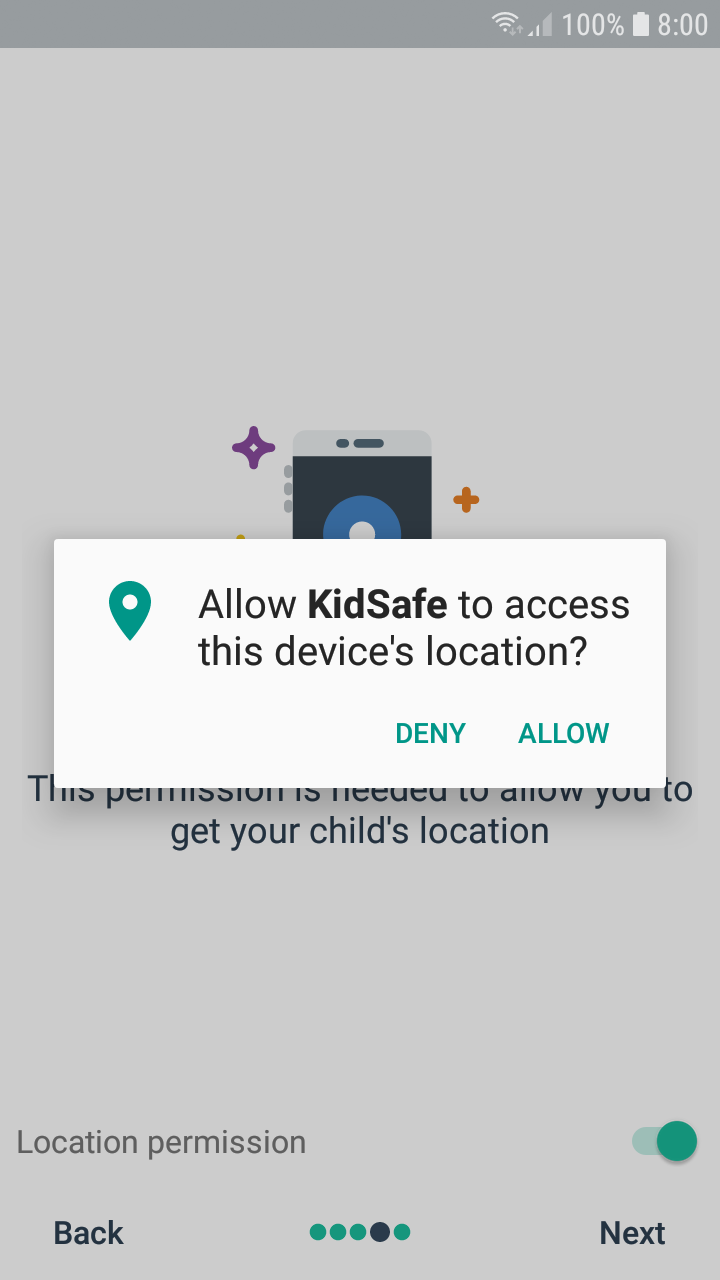 100% 8:00
Allow KidSafe to access
this device's location?
DENY ALLOW
This permission is needed to allow you to
get your child's location
Location permission
Back Next